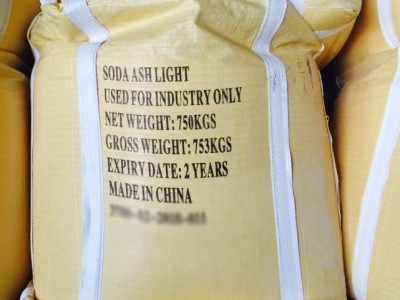 SODA ASH LIGHT
USED FOR INDUSTRY ONLY
NET WEIGHT: 750KGS
GROSS WEIGHT: 753KGS
EXPIRY DATE: 2 YEARS
MADE IN CHINA